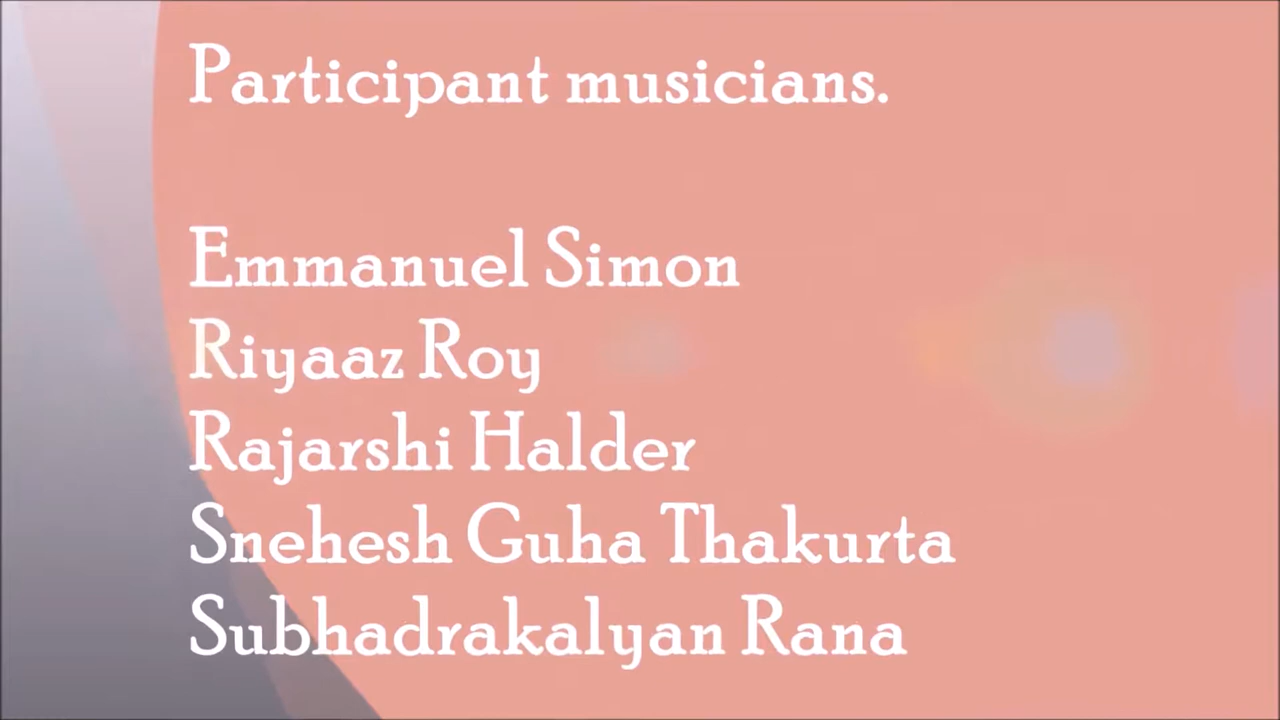 Participant musicians.
Emmanuel Simon
Riyaaz Roy
Rajarshi Halder
Snehesh Guha Thakurta
Subhadrakalyan Rana